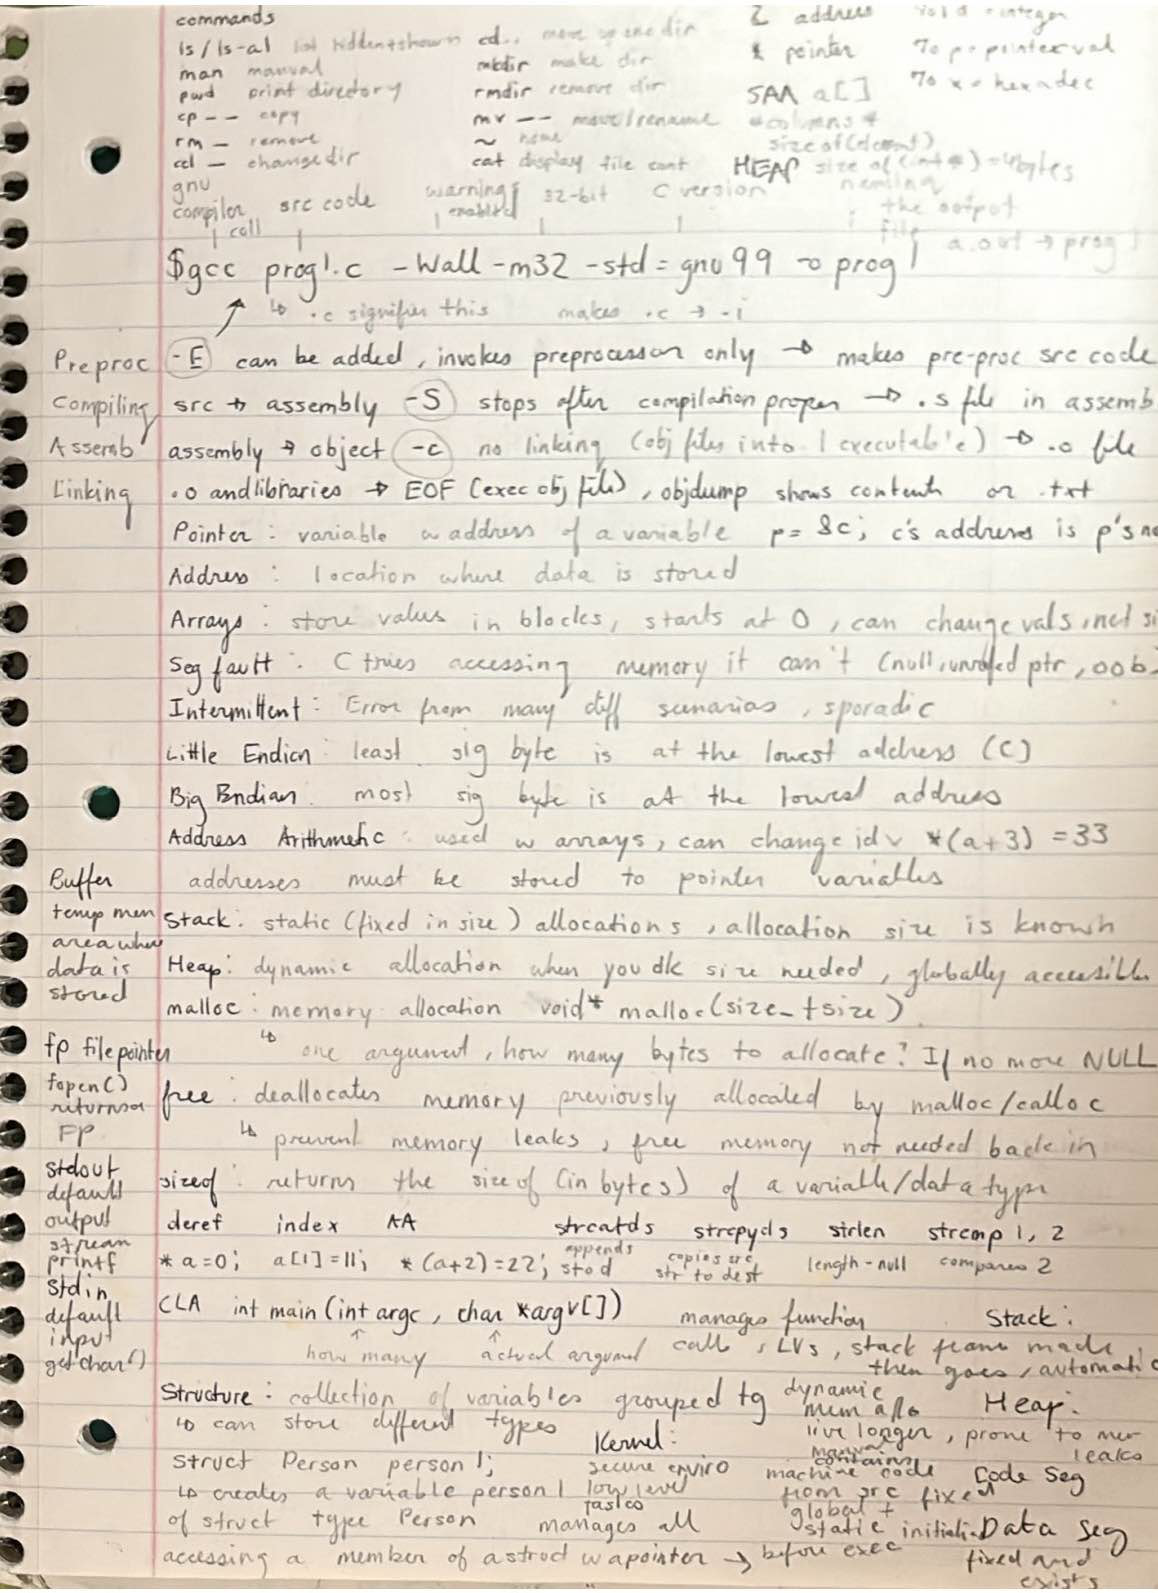 commands
ls / ls-al list hidden+shown cd.. move up one dir
man manual mkdir make dir
pwd print directory rmdir remove dir
cp -- copy mv -- move/rename
rm - remove ~ home
cd - change dir cat display file cont
& address %d = integer
* pointer %p = pointer val
SAA a[] %x = hexadec
#columns *
size of (element)
HEAP size of (int *) = 4bytes
gnu compiler call src code warnings enabled 32-bit C version naming the output file
a.out → prog1
$gcc prog1.c -Wall -m32 -std=gnu99 -o prog1
↳ .c signifies this makes .c → .i
Preproc -E can be added, invokes preprocessor only → makes pre-proc src code
Compiling src → assembly -S stops after compilation proper → .s file in assemb
Assemb assembly → object -c no linking (obj files into 1 executable) → .o file
Linking .o and libraries → EOF (exec obj file), objdump shows contents or .txt
Pointer : variable w address of a variable p = &c; c's address is p's
Address : location where data is stored
Arrays : store values in blocks, starts at 0, can change vals, not si
Seg fault : C tries accessing memory it can't (null, ptr, oob)
Intermittent : Error from many diff scenarios, sporadic
Little Endian : least sig byte is at the lowest address (C)
Big Endian : most sig byte is at the lowest address
Address Arithmetic : used w arrays, can change *(a+3) = 33
addresses must be stored to pointer variables
Stack : static (fixed in size) allocations, allocation size is known
Heap : dynamic allocation when you dk size needed, globally accessible
malloc : memory allocation void* malloc(size_t size)
↳ one argument, how many bytes to allocate? If no more NULL
free : deallocates memory previously allocated by malloc/calloc
↳ prevent memory leaks, free memory not needed back in
sizeof : returns the size of (in bytes) of a variable/data type
Buffer
temp mem
area where
data is
stored
fp file pointer
fopen()
returns a
FP
stdout
default
output
stream
printf
Stdin
default
input
getchar()
deref index AA strcat ds strcpy ds strlen strcmp 1, 2
*a=0; a[1]=11; *(a+2)=22; appends s to d copies src str to dest length-null compares 2
CLA int main(int argc, char *argv[])
how many actual argument
Stack:
manages function
calls, LVs, stack frame made
then goes, automatic
Structure : collection of variables grouped tg
↳ can store different types
struct Person person1;
↳ creates a variable person1
of struct type Person
accessing a member of a struct w a pointer →
Kernel:
secure enviro
low level
tasks
manages all
Heap:
dynamic
mem allo
live longer, prone to mem
leaks
manual
Code Seg
contains
machine code
from src fixed
Data Seg
global +
static initiali
before exec
fixed and
exists